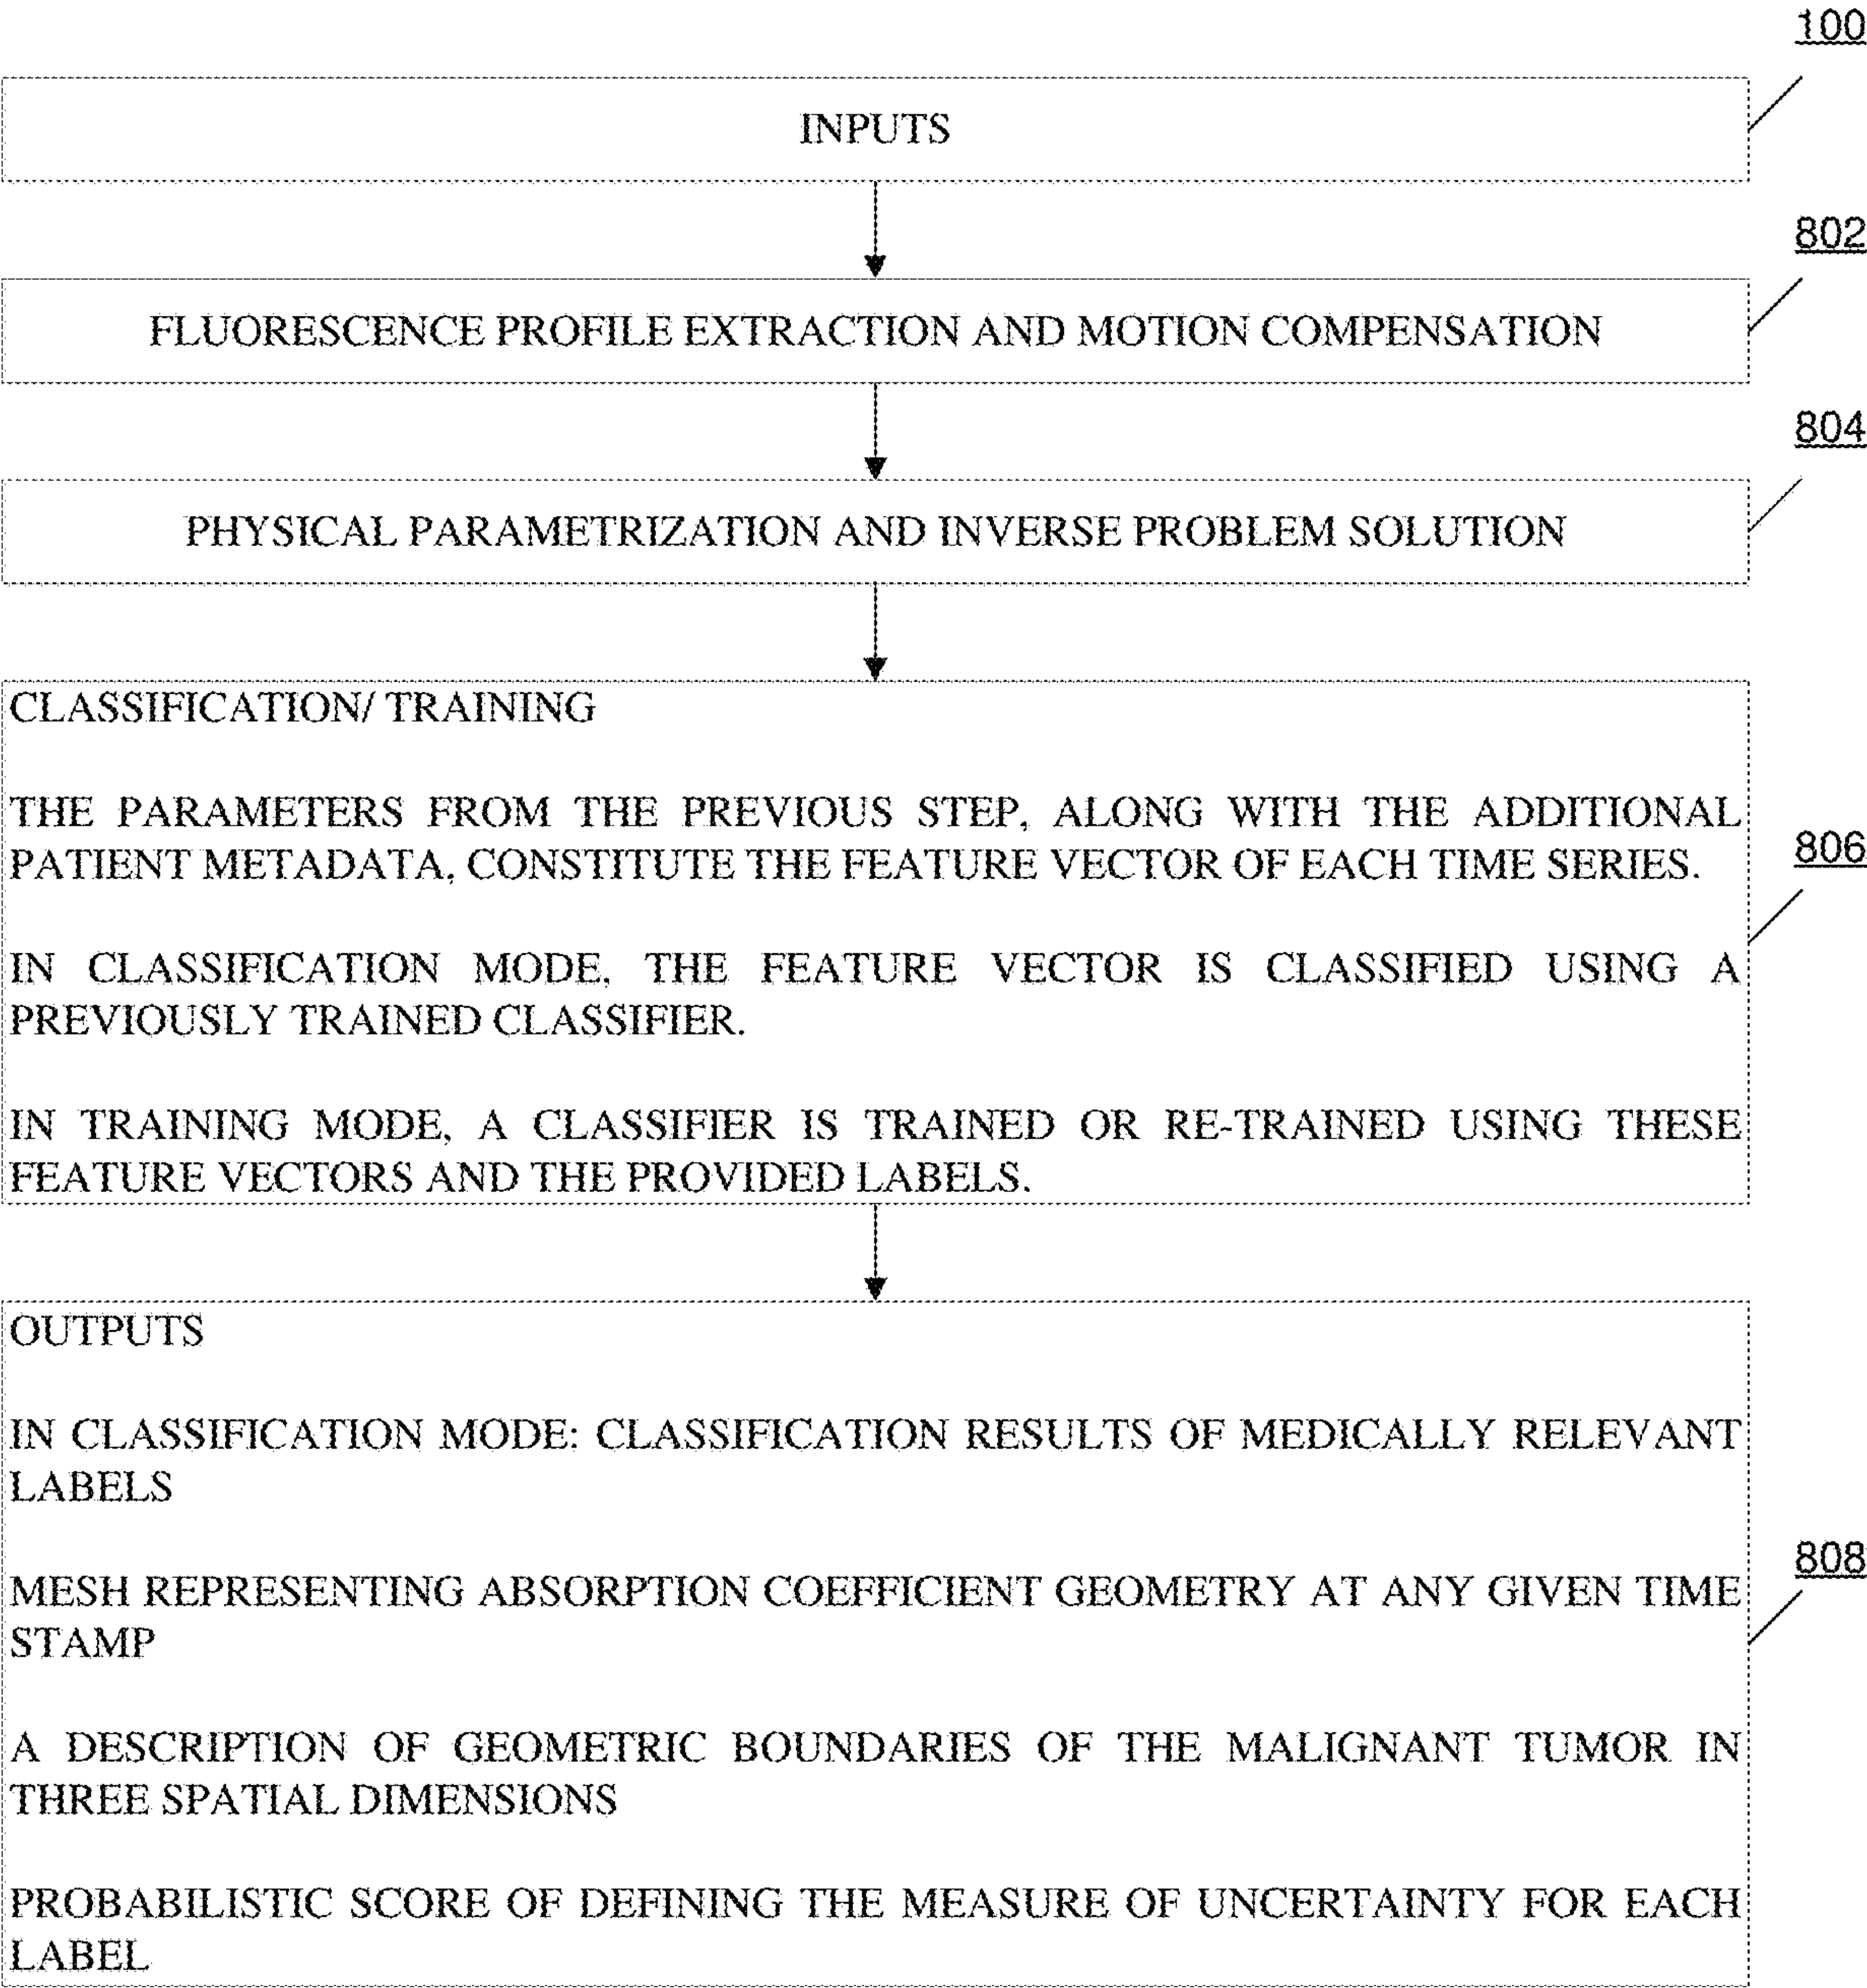 100
INPUTS
802
FLUORESCENCE PROFILE EXTRACTION AND MOTION COMPENSATION
804
PHYSICAL PARAMETRIZATION AND INVERSE PROBLEM SOLUTION
CLASSIFICATION/ TRAINING
THE PARAMETERS FROM THE PREVIOUS STEP, ALONG WITH THE ADDITIONAL
PATIENT METADATA, CONSTITUTE THE FEATURE VECTOR OF EACH TIME SERIES.
806
IN CLASSIFICATION MODE, THE FEATURE VECTOR IS CLASSIFIED USING A
PREVIOUSLY TRAINED CLASSIFIER.
IN TRAINING MODE, A CLASSIFIER IS TRAINED OR RE-TRAINED USING THESE
FEATURE VECTORS AND THE PROVIDED LABELS.
OUTPUTS
IN CLASSIFICATION MODE: CLASSIFICATION RESULTS OF MEDICALLY RELEVANT
LABELS
808
MESH REPRESENTING ABSORPTION COEFFICIENT GEOMETRY AT ANY GIVEN TIME
STAMP
A DESCRIPTION OF GEOMETRIC BOUNDARIES OF THE MALIGNANT TUMOR IN
THREE SPATIAL DIMENSIONS
PROBABILISTIC SCORE OF DEFINING THE MEASURE OF UNCERTAINTY FOR EACH
LABEL